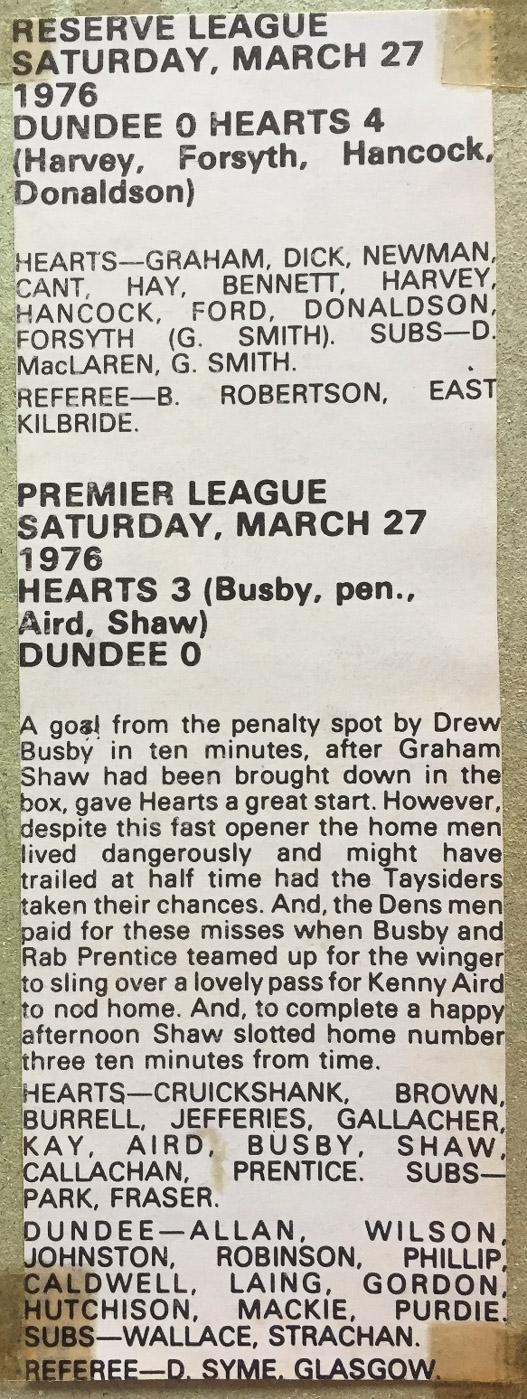 RESERVE LEAGUE
SATURDAY, MARCH 27
1976
DUNDEE 0 HEARTS 4
(Harvey, Forsyth, Hancock,
Donaldson)
HEARTS—GRAHAM, DICK, NEWMAN,
CANT, HAY, BENNETT, HARVEY,
HANCOCK, FORD, DONALDSON,
FORSYTH (G. SMITH). SUBS—D.
MacLAREN, G. SMITH.
REFEREE—B. ROBERTSON, EAST
KILBRIDE.
PREMIER LEAGUE
SATURDAY, MARCH 27
1976
HEARTS 3 (Busby, pen.,
Aird, Shaw)
DUNDEE 0
A goal from the penalty spot by Drew
Busby in ten minutes, after Graham
Shaw had been brought down in the
box, gave Hearts a great start. However,
despite this fast opener the home men
lived dangerously and might have
trailed at half time had the Taysiders
taken their chances. And, the Dens men
paid for these misses when Busby and
Rab Prentice teamed up for the winger
to sling over a lovely pass for Kenny Aird
to nod home. And, to complete a happy
afternoon Shaw slotted home number
three ten minutes from time.
HEARTS—CRUICKSHANK, BROWN,
BURRELL, JEFFERIES, GALLACHER,
KAY, AIRD, BUSBY, SHAW,
CALLACHAN, PRENTICE. SUBS—
PARK, FRASER.
DUNDEE—ALLAN, WILSON,
JOHNSTON, ROBINSON, PHILLIP,
CALDWELL, LAING, GORDON,
HUTCHISON, MACKIE, PURDIE.
SUBS—WALLACE, STRACHAN.
REFEREE—D. SYME, GLASGOW.